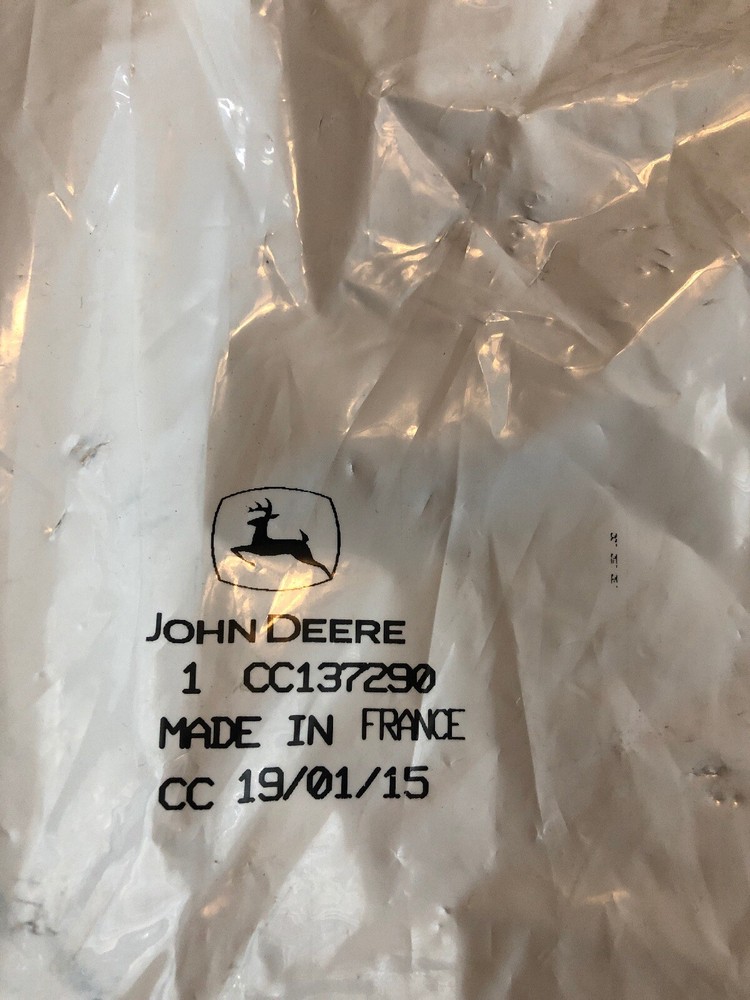 JOHN DEERE
1 CC137290
MADE IN FRANCE
CC 19/01/15